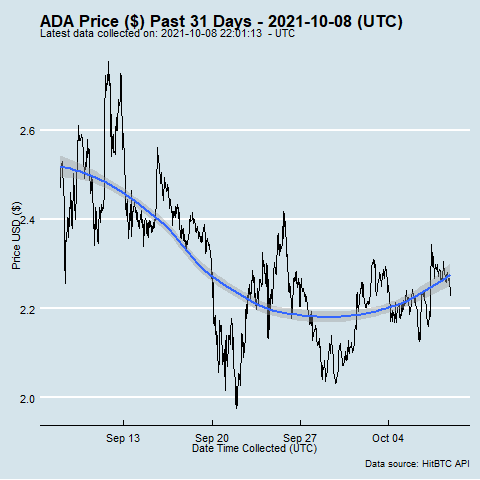 ADA Price ($) Past 31 Days - 2021-10-08 (UTC)
Latest data collected on: 2021-10-08 22:01:13 - UTC
2.6
2.4
2.2
2.0
Price USD ($)
Sep 13
Sep 20
Sep 27
Oct 04
Date Time Collected (UTC)
Data source: HitBTC API